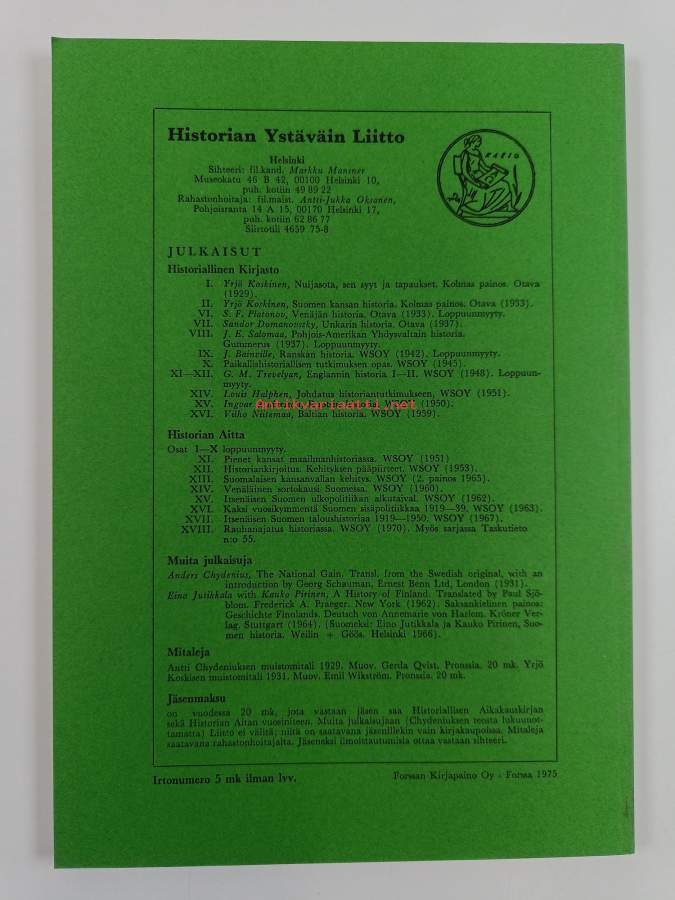 Historian Ystäväin Liitto
RATIO
Helsinki
Sihteeri: fil.kand. Markku Manner
Museokatu 46 B 42, 00100 Helsinki 10,
puh. kotiin 49 89 22
Rahastonhoitaja: fil.maist. Antti-Jukka Oksanen,
Pohjoisranta 14 A 15, 00170 Helsinki 17,
puh. kotiin 62 86 77
Siirtotili 4659 75-8
JULKAISUT
Historiallinen Kirjasto
I. Yrjö Koskinen, Nuijasota, sen syyt ja tapaukset. Kolmas painos. Otava
(1929).
II. Yrjö Koskinen, Suomen kansan historia. Kolmas painos. Otava (1933).
VI. S. F. Platonov, Venäjän historia. Otava (1933). Loppuunmyyty.
VII. Sandor Domanovszky, Unkarin historia. Otava (1937).
VIII. J. E. Salomaa, Pohjois-Amerikan Yhdysvaltain historia.
Gummerus (1937). Loppuunmyyty.
IX. J. Bainville, Ranskan historia. WSOY (1942). Loppuunmyyty.
X. Paikallishistoriallisen tutkimuksen opas. WSOY (1945).
XI—XII. G. M. Trevelyan, Englannin historia I—II. WSOY (1948). Loppuun-
myyty.
XIV. Louis Halphen, Johdatus historiantutkimukseen. WSOY (1951).
XV. Ingvar WSOY (1950).
Antikvariaatti.net
XVI. Vilho Niitemaa, Baltian historia. WSOY (1959).
Historian Aitta
Osat I—X loppuunmyyty.
XI. Pienet kansat maailmanhistoriassa. WSOY (1951)
XII. Historiankirjoitus. Kehityksen pääpiirteet. WSOY (1953).
XIII. Suomalaisen kansanvallan kehitys. WSOY (2. painos 1965).
XIV. Venäläinen sortokausi Suomessa. WSOY (1960).
XV. Itsenäisen Suomen ulkopolitiikan alkutaival. WSOY (1962).
XVI. Kaksi vuosikymmentä Suomen sisäpolitiikkaa 1919—39. WSOY (1963).
XVII. Itsenäisen Suomen taloushistoriaa 1919—1950. WSOY (1967).
XVIII. Rauhanajatus historiassa. WSOY (1970). Myös sarjassa Taskutieto
n:o 55.
Muita julkaisuja
Anders Chydenius, The National Gain. Transl. from the Swedish original, with an
introduction by Georg Schauman, Ernest Benn Ltd, London (1931).
Eino Jutikkala with Kauko Pirinen, A History of Finland. Translated by Paul Sjö-
blom. Frederick A. Praeger. New York (1962). Saksankielinen painos:
Geschichte Finnlands. Deutsch von Annemarie von Harlem. Kröner Ver-
lag. Stuttgart (1964). (Suomeksi: Eino Jutikkala ja Kauko Pirinen, Suo-
men historia. Weilin + Göös. Helsinki 1966).
Mitaleja
Antti Chydeniuksen muistomitali 1929. Muov. Gerda Qvist. Pronssia. 20 mk. Yrjö
Koskisen muistomitali 1931. Muov. Emil Wikström. Pronssia. 20 mk.
Jäsenmaksu
on vuodessa 20 mk, jota vastaan jäsen saa Historiallisen Aikakauskirjan
sekä Historian Aitan vuosiniteen. Muita julkaisujaan (Chydeniuksen teosta lukuunot-
tamatta) Liitto ei välitä; niitä on saatavana jäsenillekin vain kirjakaupoissa. Mitaleja
saatavana rahastonhoitajalta. Jäseneksi ilmoittautumisia ottaa vastaan sihteeri.
Irtonumero 5 mk ilman lvv.
Forssan Kirjapaino Oy - Forssa 1975